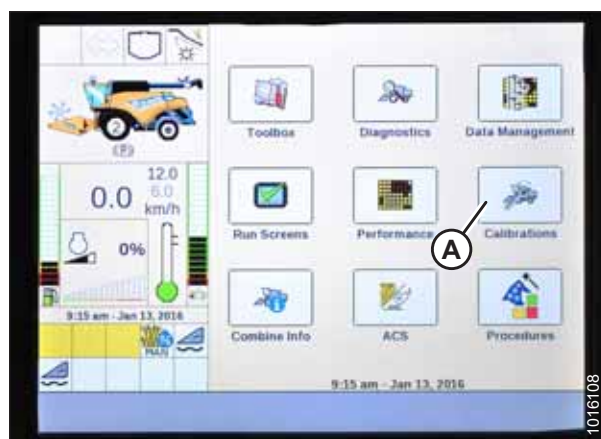 Toolbox
Diagnostics
Data Management
2
(P)
12.0
0.0
6.0
km/h
Run Screens
Performance
A
Calibrations
0%
9:15 am - Jan 13, 2016
MAN
Combine Info
ACS
Procedures
9:15 am - Jan 13, 2016
1016108